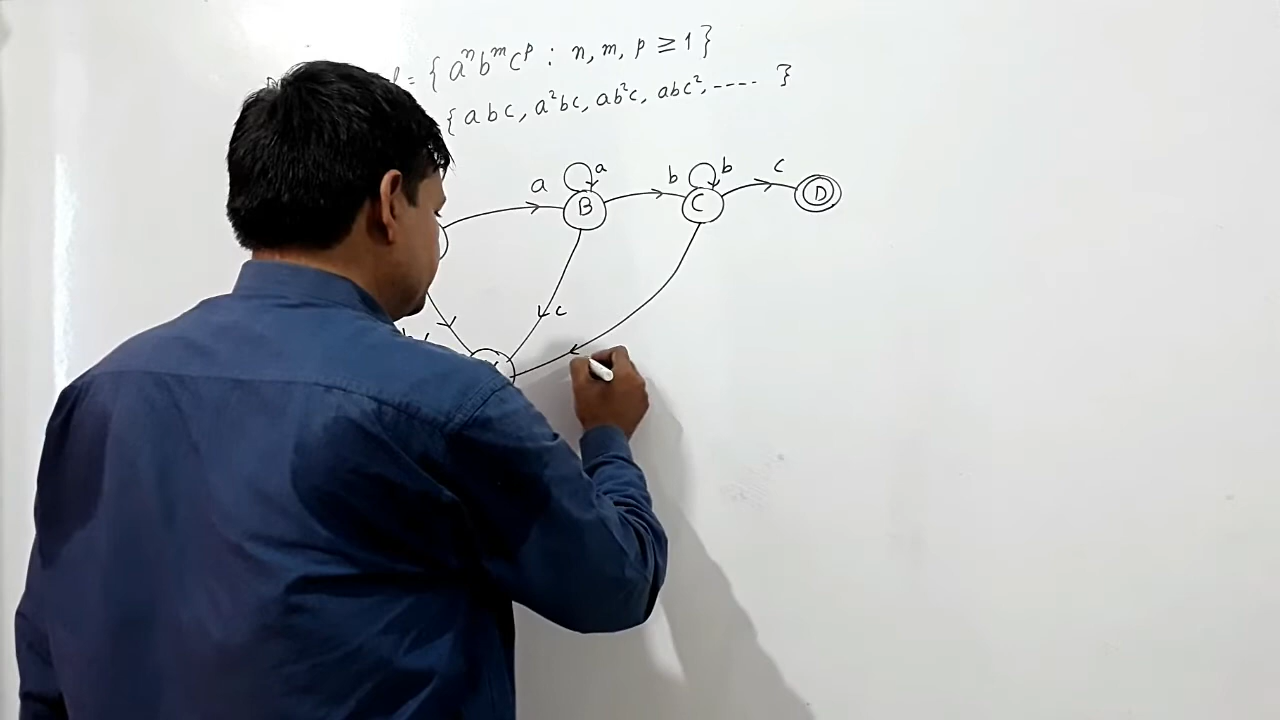 = { aⁿbᵐcᵖ : n, m, p ≥ 1 }
{ abc, a²bc, ab²c, abc², ---- }
a a b b c
B C D
c